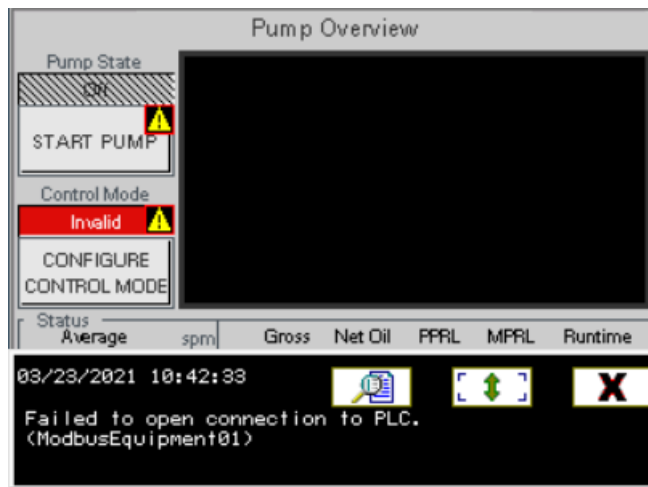 Pump Overview
Pump State
Off
START PUMP
Control Mode
Invalid
CONFIGURE
CONTROL MODE
Status
Average spm Gross Net Oil PPRL MPRL Runtime
03/23/2021 10:42:33
Failed to open connection to PLC.
(ModbusEquipment01)